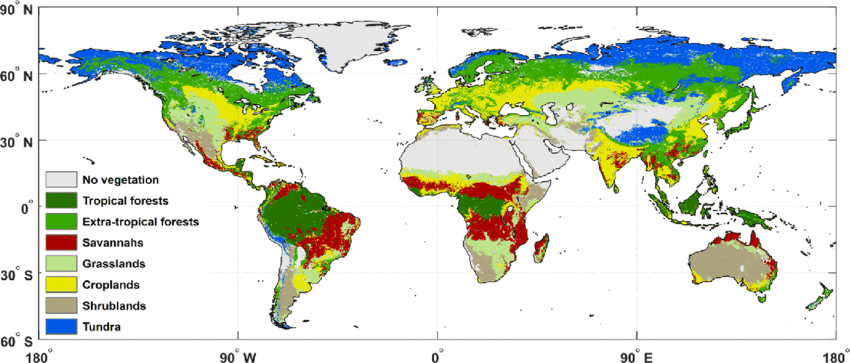 90° N
60° N
30° N
0°
30° S
60° S
No vegetation
Tropical forests
Extra-tropical forests
Savannahs
Grasslands
Croplands
Shrublands
Tundra
180°
90° W
0°
90° E
180°